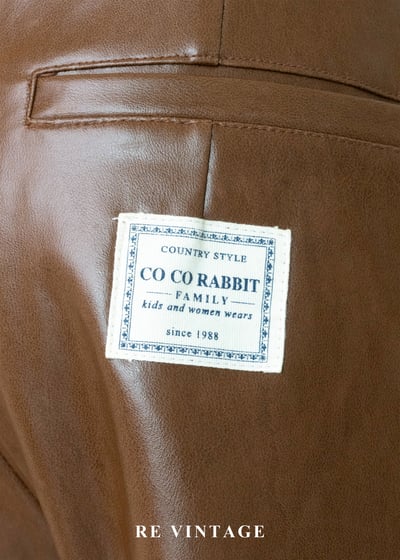 COUNTRY STYLE
CO CO RABBIT
FAMILY
kids and women wears
since 1988
RE VINTAGE